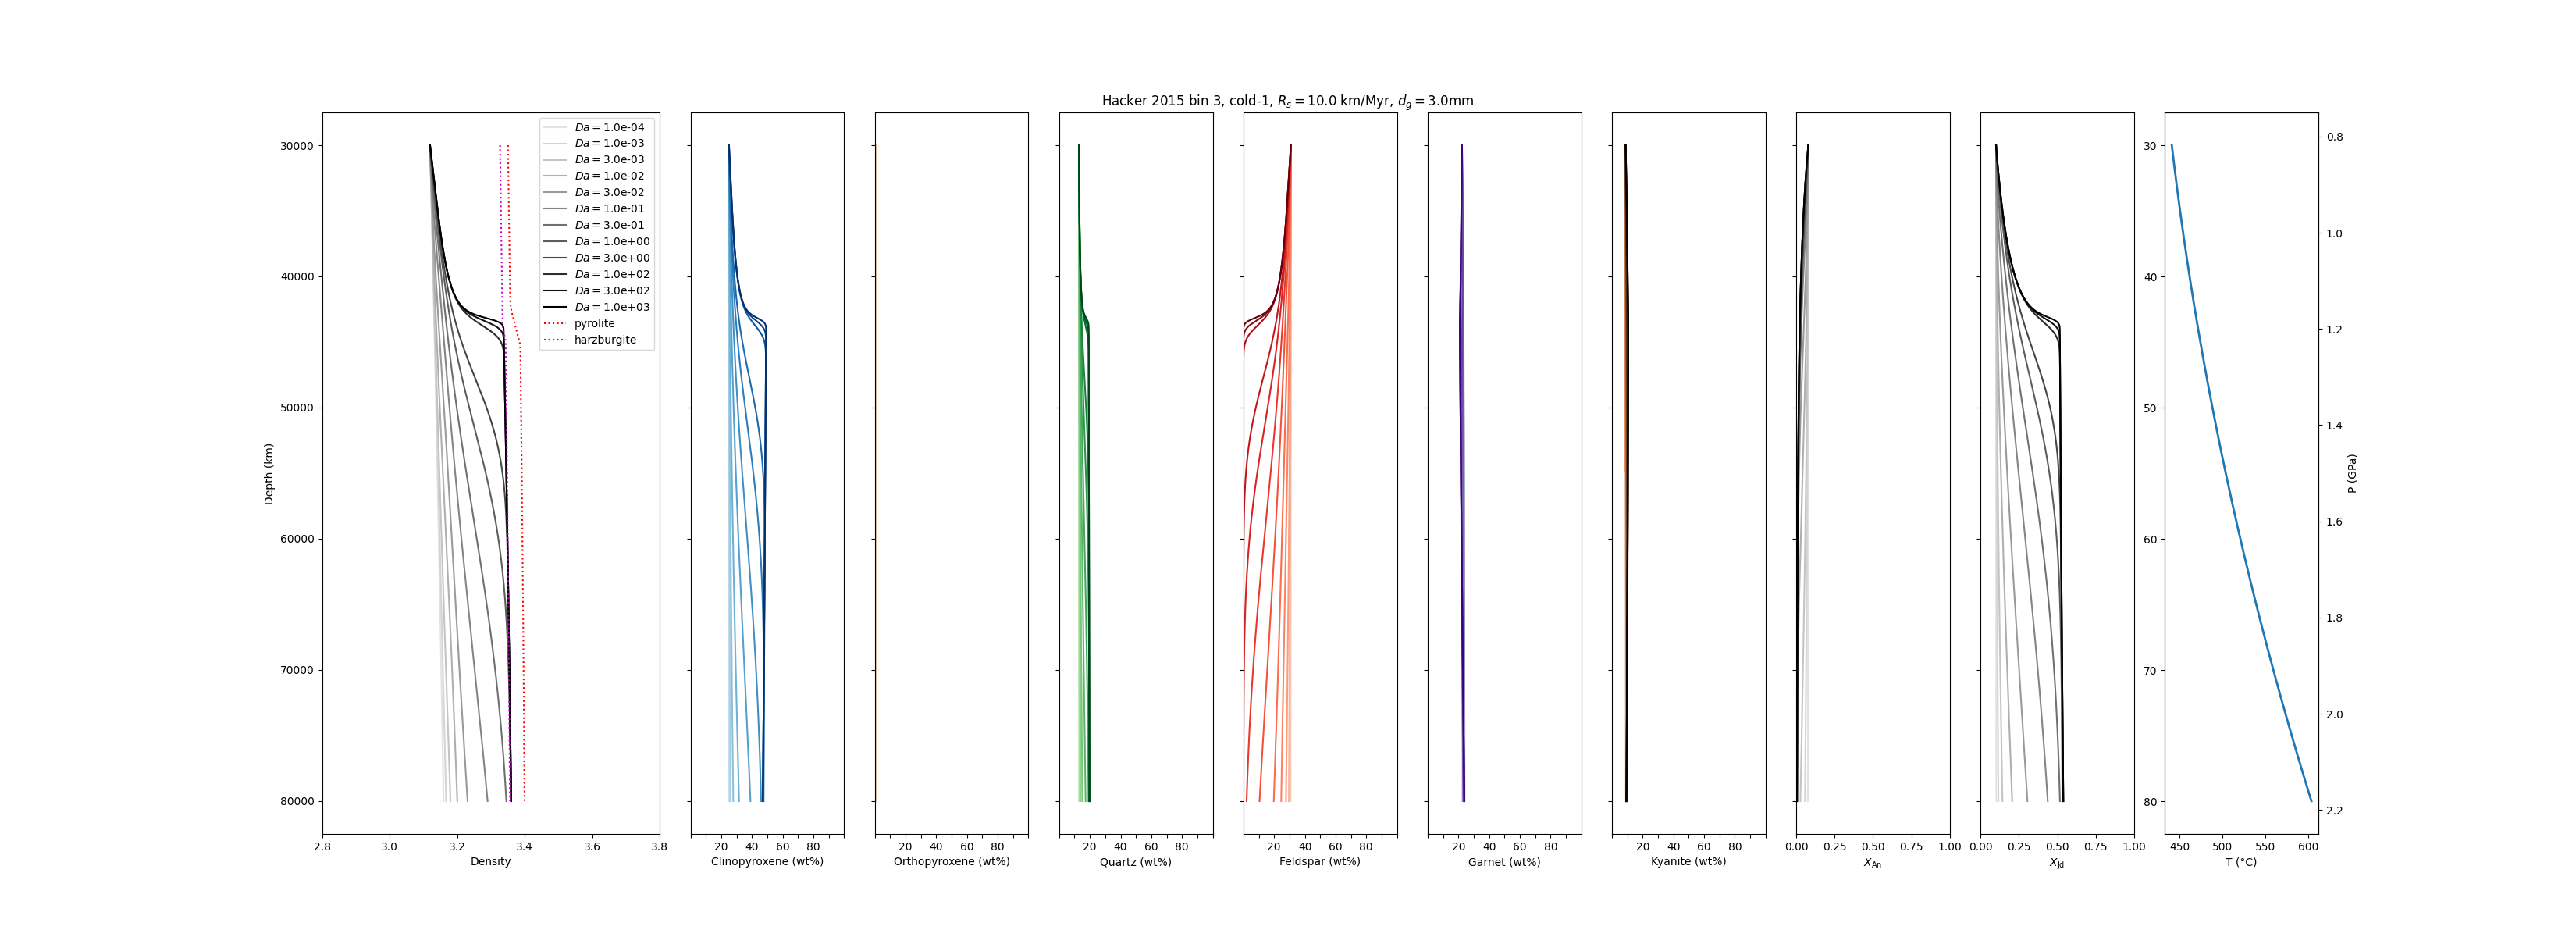 Hacker 2015 bin 3, cold-1, Rs = 10.0 km/Myr, dg = 3.0mm
Da = 1.0e-04
Da = 1.0e-03
Da = 3.0e-03
Da = 1.0e-02
Da = 3.0e-02
Da = 1.0e-01
Da = 3.0e-01
Da = 1.0e+00
Da = 3.0e+00
Da = 1.0e+02
Da = 3.0e+02
Da = 1.0e+03
pyrolite
harzburgite
Depth (km)
30000
40000
50000
60000
70000
80000
2.8 3.0 3.2 3.4 3.6 3.8
Density
20 40 60 80
Clinopyroxene (wt%)
20 40 60 80
Orthopyroxene (wt%)
20 40 60 80
Quartz (wt%)
20 40 60 80
Feldspar (wt%)
20 40 60 80
Garnet (wt%)
20 40 60 80
Kyanite (wt%)
0.00 0.25 0.50 0.75 1.00
XAn
0.00 0.25 0.50 0.75 1.00
XJd
30
40
50
60
70
80
450 500 550 600
T (°C)
0.8
1.0
1.2
1.4
1.6
1.8
2.0
2.2
P (GPa)